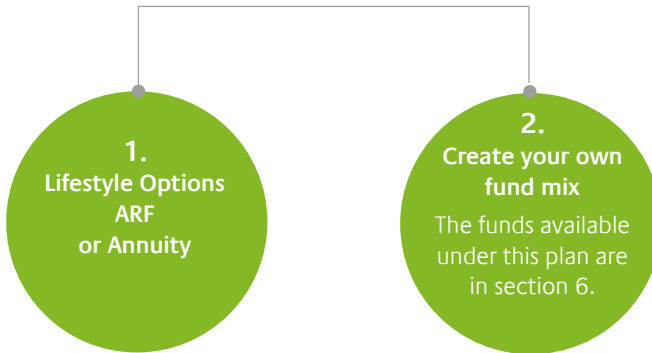 1.
Lifestyle Options
ARF
or Annuity
2.
Create your own
fund mix
The funds available
under this plan are
in section 6.